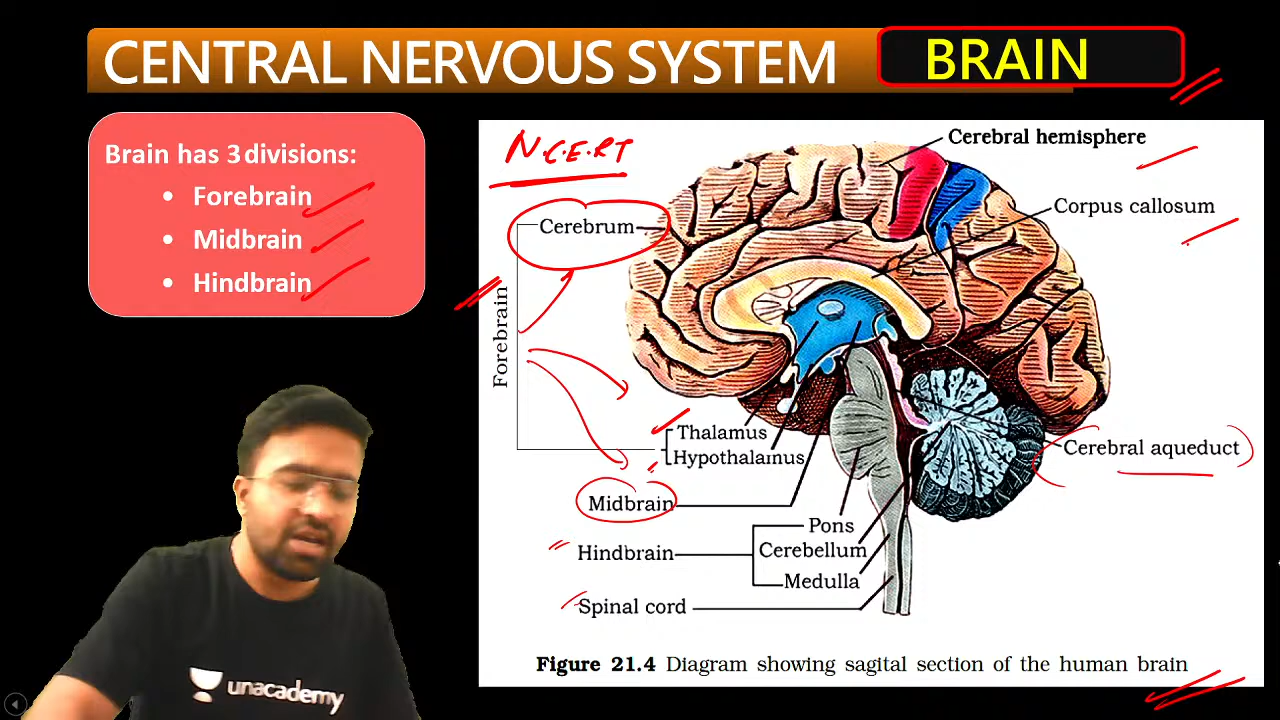 CENTRAL NERVOUS SYSTEM
BRAIN
Brain has 3 divisions:
• Forebrain
• Midbrain
• Hindbrain
N.C.E.RT
Cerebral hemisphere
Corpus callosum
Cerebrum
Forebrain
Thalamus
Hypothalamus
Cerebral aqueduct
Midbrain
Pons
Hindbrain
Cerebellum
Medulla
Spinal cord
Figure 21.4 Diagram showing sagital section of the human brain
unacademy